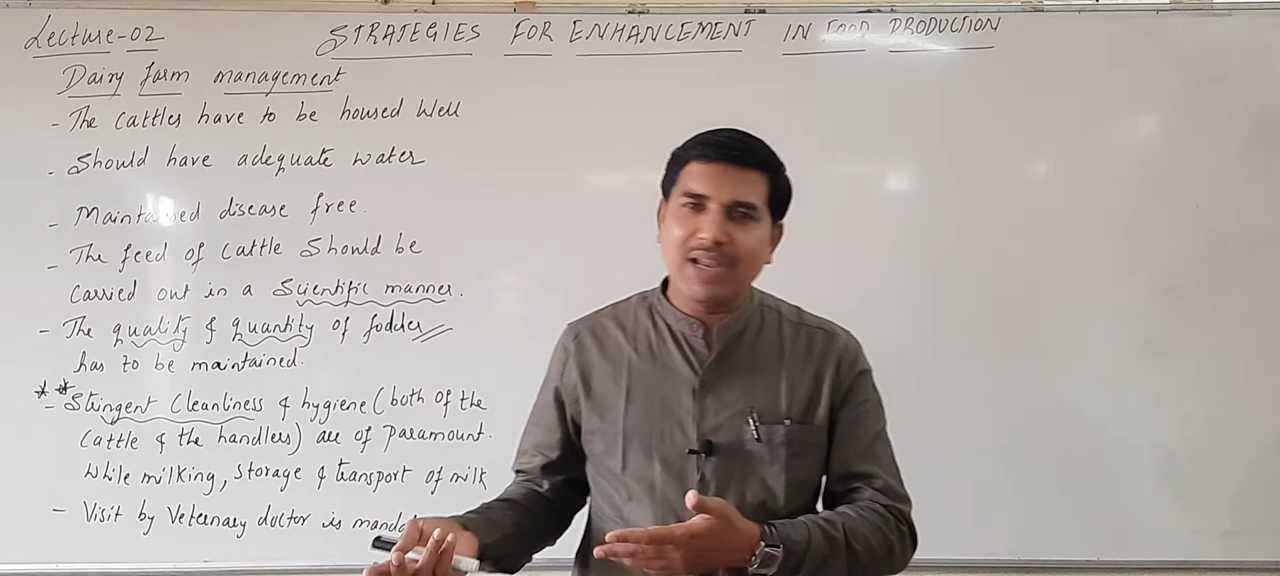 Lecture-02
STRATEGIES FOR ENHANCEMENT IN FOOD PRODUCTION
Dairy farm management
- The cattles have to be housed well
- Should have adequate water
- Maintained disease free.
- The feed of cattle should be
carried out in a scientific manner.
- The quality & quantity of fodder
has to be maintained.
** - Stringent cleanliness & hygiene (both of the
cattle & the handlers) are of paramount.
while milking, storage & transport of milk
- Visit by Veternary doctor is